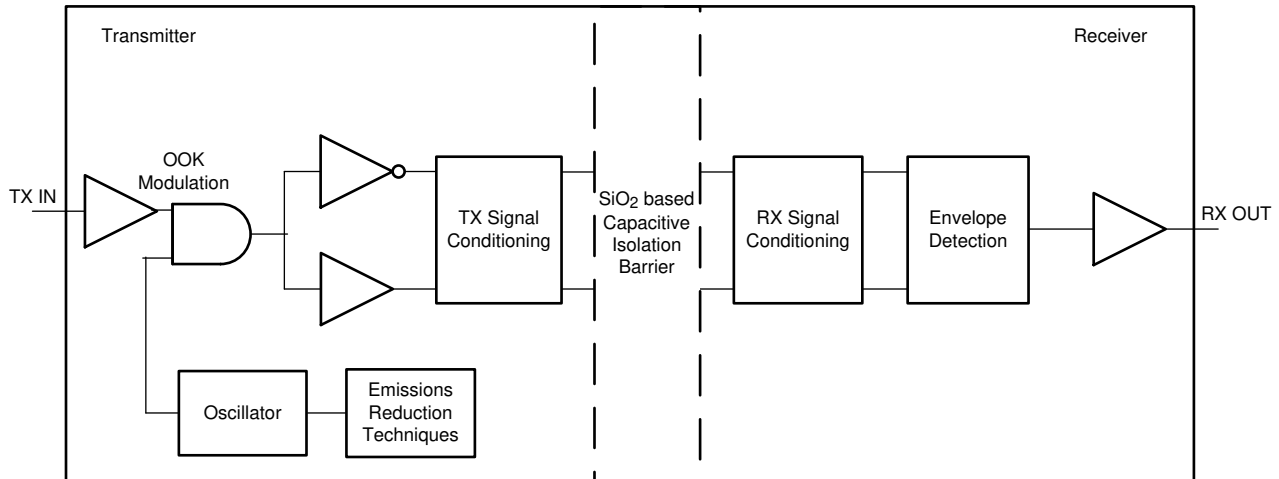 Transmitter
Receiver
OOK
Modulation
TX IN
TX Signal
Conditioning
SiO2 based
Capacitive
Isolation
Barrier
RX Signal
Conditioning
Envelope
Detection
RX OUT
Oscillator
Emissions
Reduction
Techniques